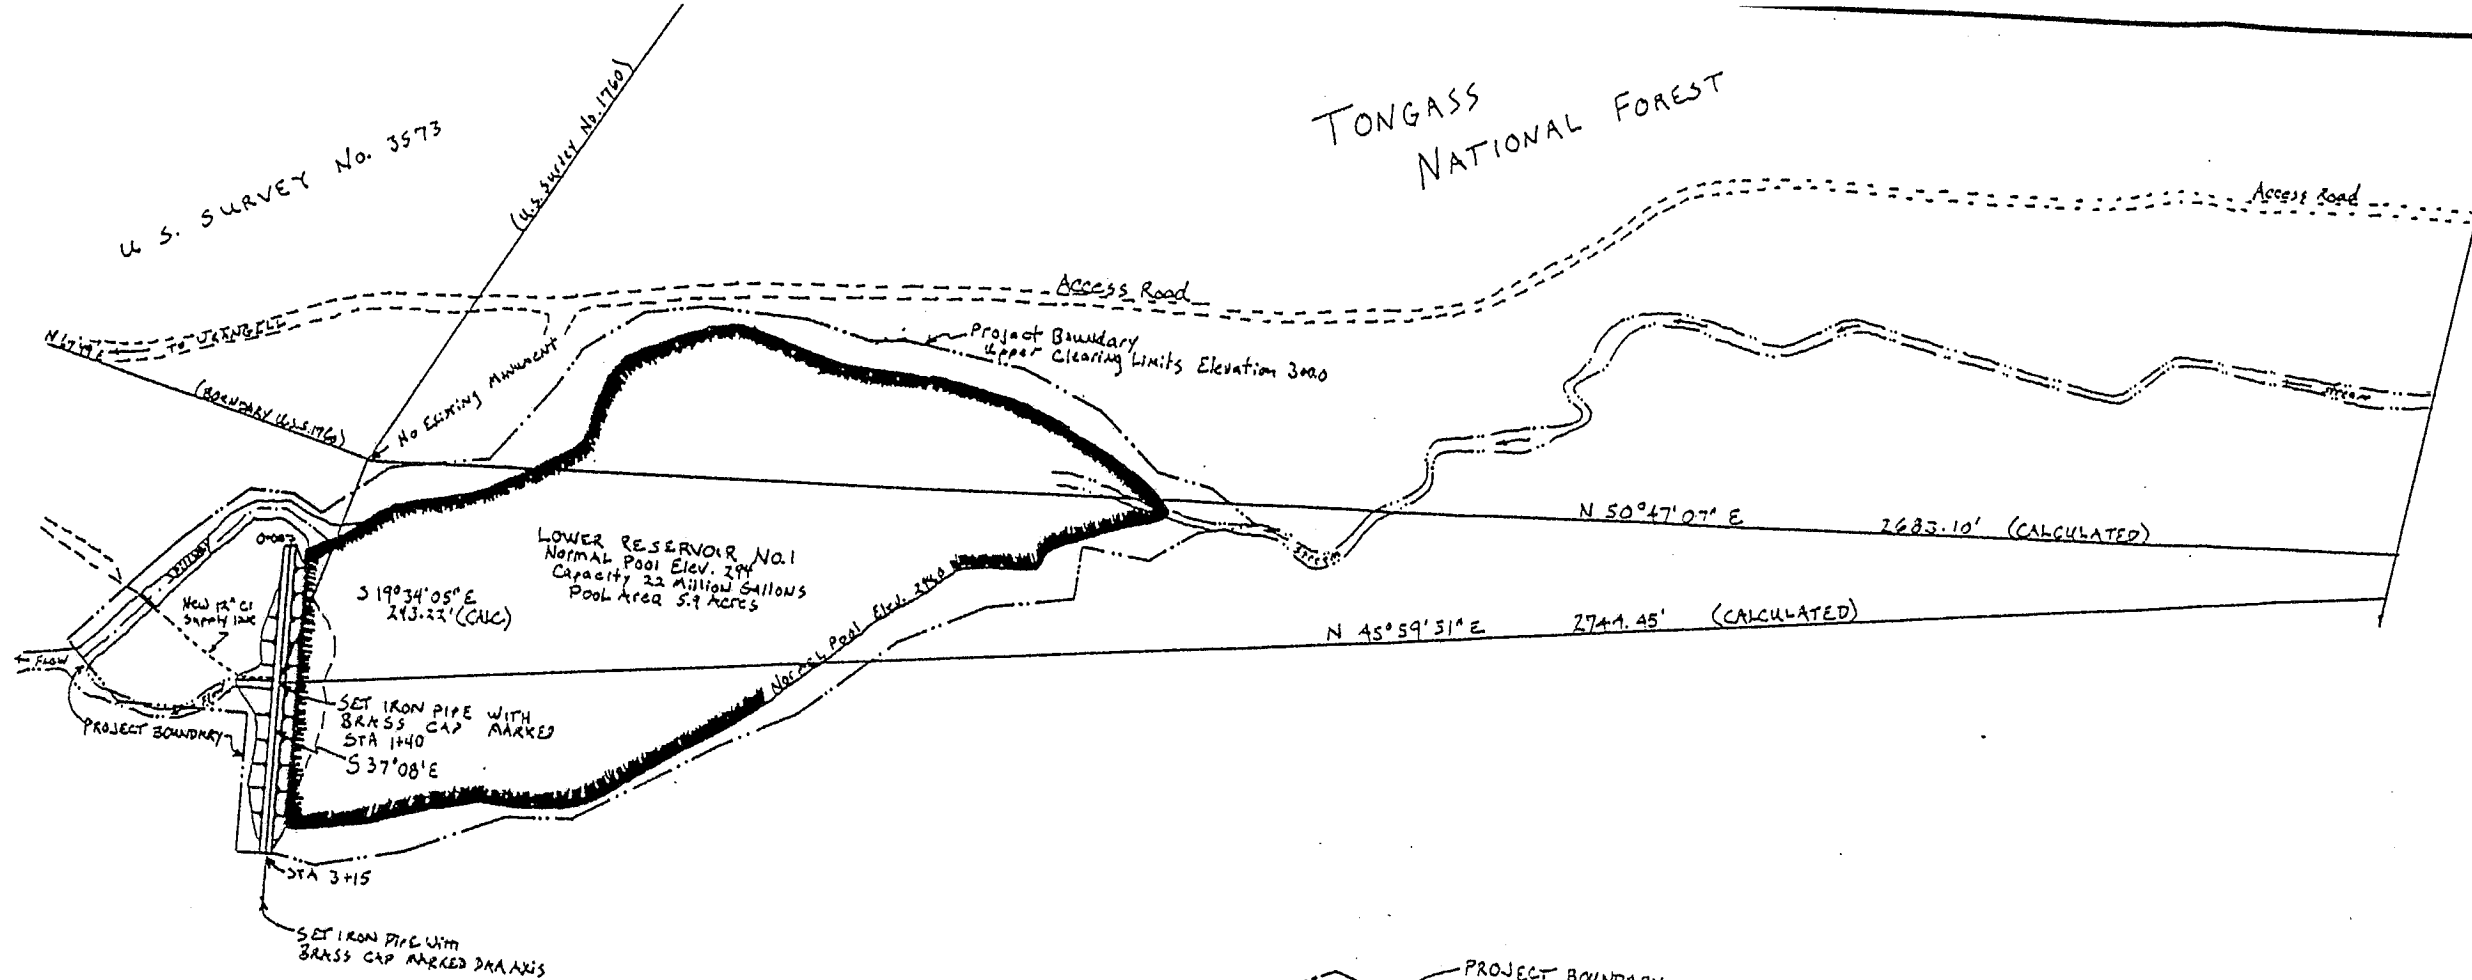 TONGASS
NATIONAL FOREST
U.S. SURVEY No. 3573
(U.S. Survey No. 1760)
Access Road
Access Road
TO WRANGELL
(BOUNDARY U.S.S. 1760)
No Existing Monument
Project Boundary
Upper Clearing Limits Elevation 300.0
Stream
N 50°47'07" E 2683.10' (CALCULATED)
Stream
LOWER RESERVOIR NO.1
Normal Pool Elev. 294
Capacity 22 Million Gallons
Pool Area 5.9 Acres
0+00
S 19°34'05" E
243.22' (CALC)
New 12" CI
Supply Line
Normal Pool Elev. 294.0
N 45°59'51" E 2744.45' (CALCULATED)
FLOW
SET IRON PIPE WITH
BRASS CAP MARKED
STA 1+40
PROJECT BOUNDARY
S 37°08' E
STA 3+15
SET IRON PIPE With
BRASS CAP MARKED DAM AXIS
PROJECT BOUNDARY